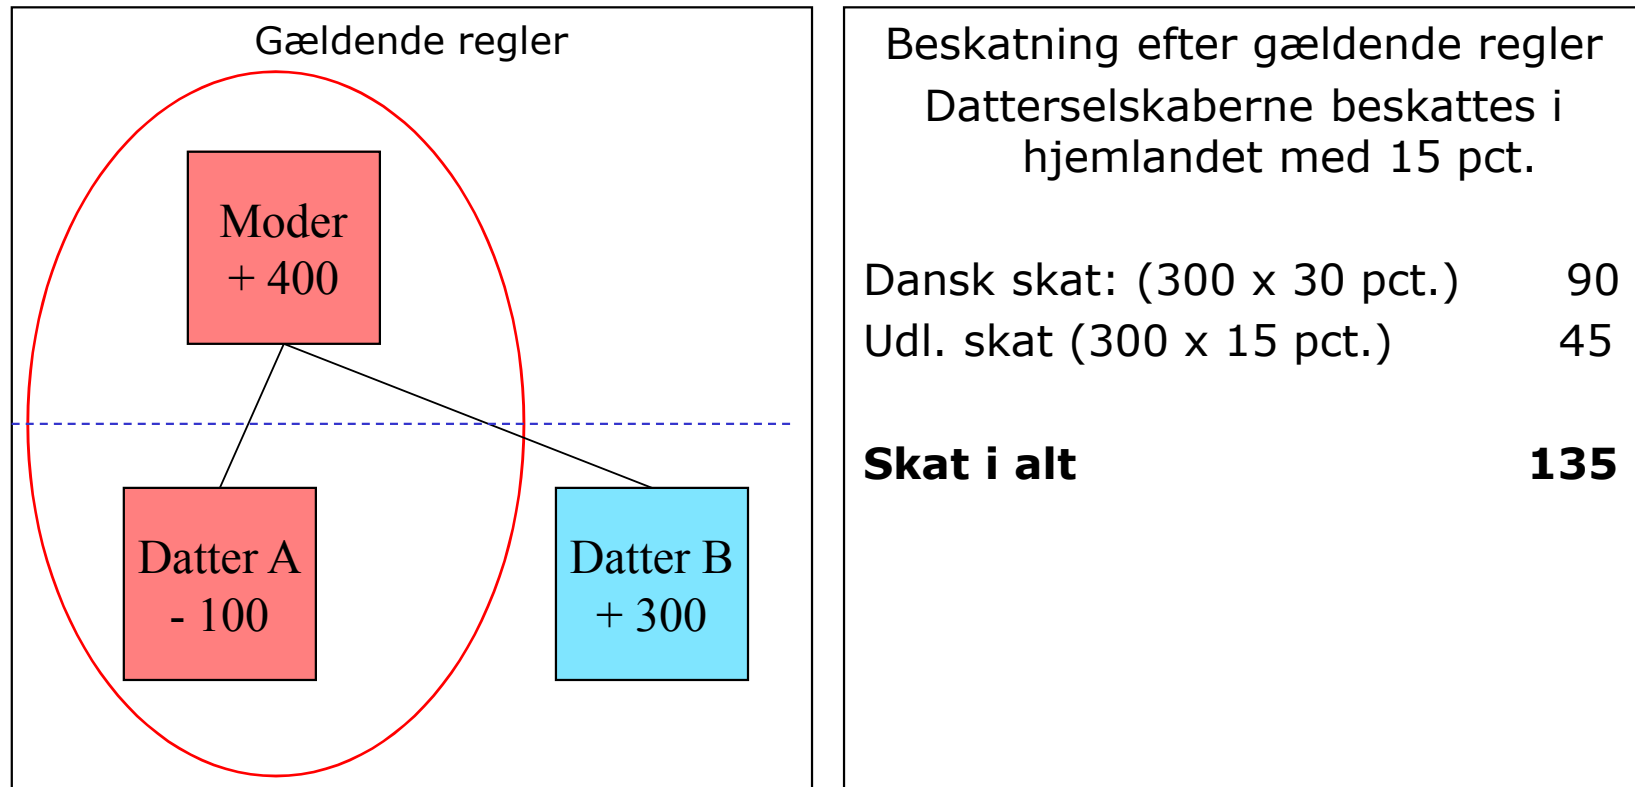 Gældende regler
Moder
+ 400
Datter A
- 100
Datter B
+ 300
Beskatning efter gældende regler
Datterselskaberne beskattes i
hjemlandet med 15 pct.
Dansk skat: (300 x 30 pct.) 90
Udl. skat (300 x 15 pct.) 45
Skat i alt 135